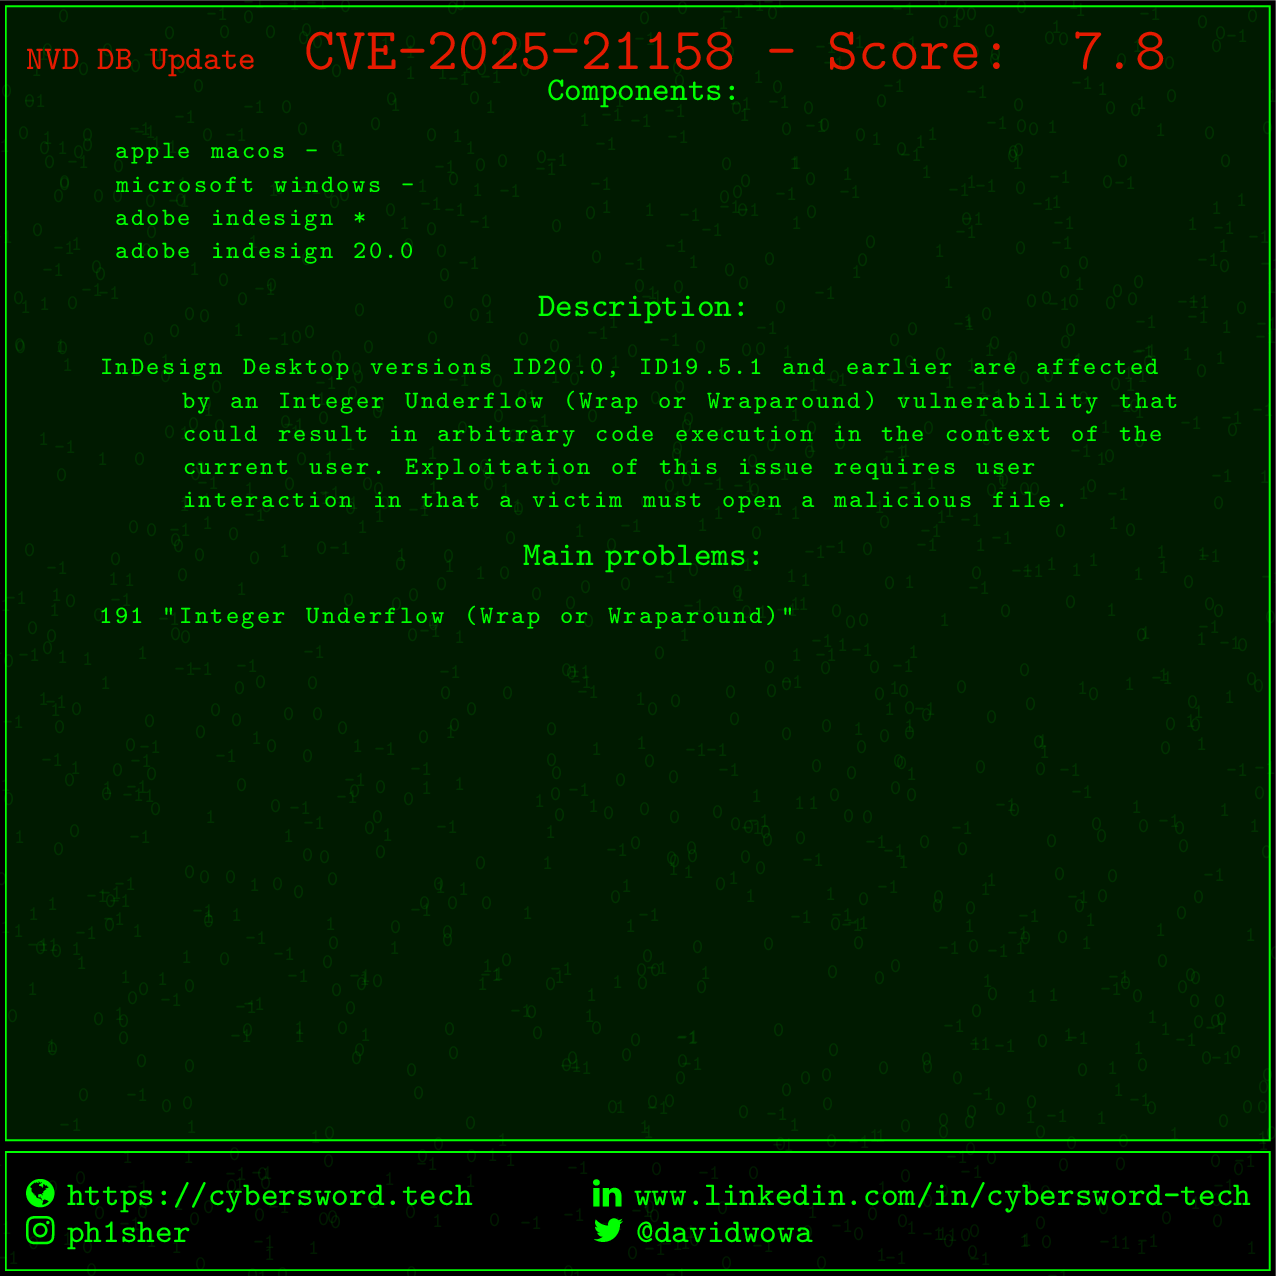 NVD DB Update CVE-2025-21158 - Score: 7.8
Components:
apple macos -
microsoft windows -
adobe indesign *
adobe indesign 20.0
Description:
InDesign Desktop versions ID20.0, ID19.5.1 and earlier are affected
by an Integer Underflow (Wrap or Wraparound) vulnerability that
could result in arbitrary code execution in the context of the
current user. Exploitation of this issue requires user
interaction in that a victim must open a malicious file.
Main problems:
191 "Integer Underflow (Wrap or Wraparound)"
https://cybersword.tech
www.linkedin.com/in/cybersword-tech
ph1sher
@davidwowa